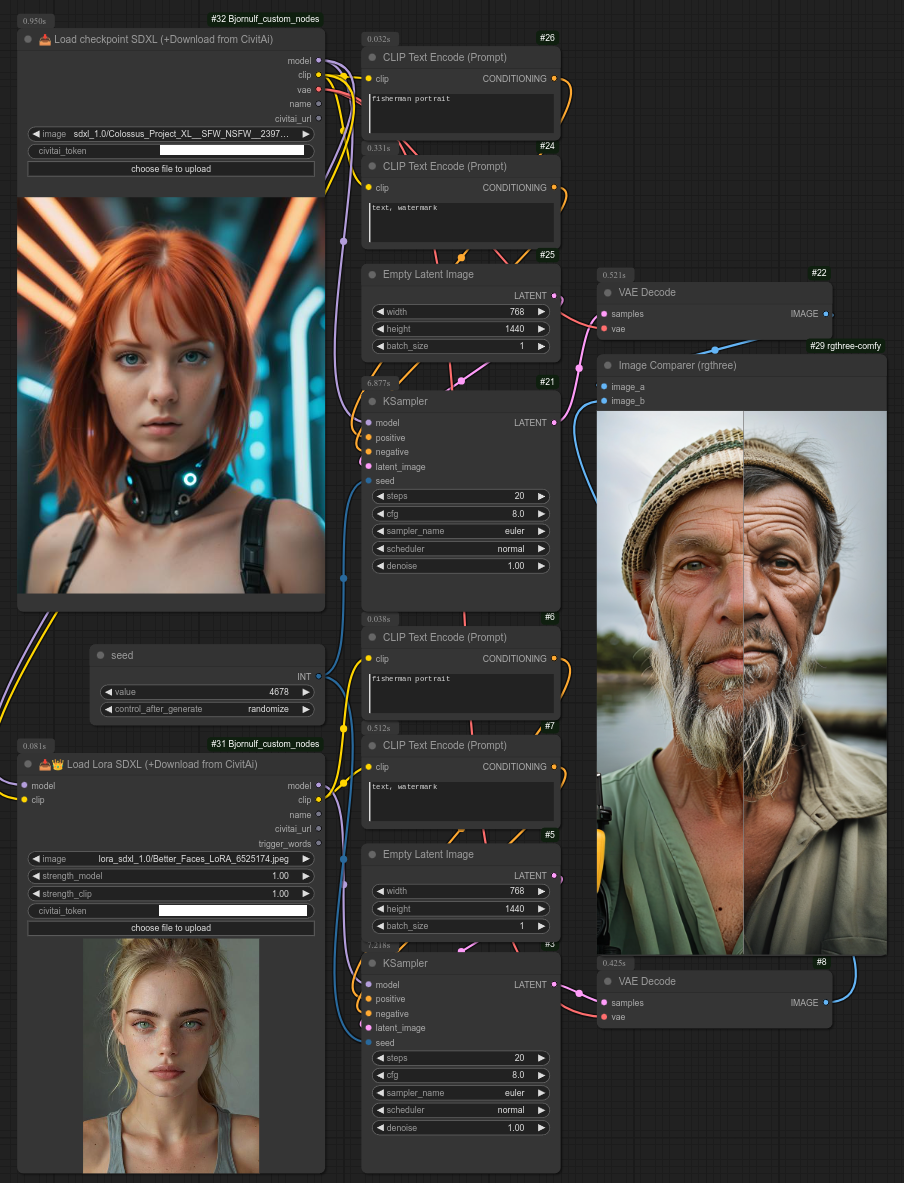 0.950s
#32 Bjornulf_custom_nodes
📥 Load checkpoint SDXL (+Download from CivitAi)
model
clip
vae
name
civitai_url
image sdxl_1.0/Colossus_Project_XL__SFW_NSFW__2397...
civitai_token
choose file to upload
seed
INT
value 4678
control_after_generate randomize
0.081s
#31 Bjornulf_custom_nodes
📥👑 Load Lora SDXL (+Download from CivitAi)
model model
clip clip
name
civitai_url
trigger_words
image lora_sdxl_1.0/Better_Faces_LoRA_6525174.jpeg
strength_model 1.00
strength_clip 1.00
civitai_token
choose file to upload
0.032s
#26
CLIP Text Encode (Prompt)
clip CONDITIONING
fisherman portrait
0.331s
#24
CLIP Text Encode (Prompt)
clip CONDITIONING
text, watermark
#25
Empty Latent Image
LATENT
width 768
height 1440
batch_size 1
6.877s
#21
KSampler
model LATENT
positive
negative
latent_image
seed
steps 20
cfg 8.0
sampler_name euler
scheduler normal
denoise 1.00
0.038s
#6
CLIP Text Encode (Prompt)
clip CONDITIONING
fisherman portrait
0.512s
#7
CLIP Text Encode (Prompt)
clip CONDITIONING
text, watermark
#5
Empty Latent Image
LATENT
width 768
height 1440
batch_size 1
7.218s
#3
KSampler
model LATENT
positive
negative
latent_image
seed
steps 20
cfg 8.0
sampler_name euler
scheduler normal
denoise 1.00
0.521s
#22
VAE Decode
samples IMAGE
vae
#29 rgthree-comfy
Image Comparer (rgthree)
image_a
image_b
0.425s
#8
VAE Decode
samples IMAGE
vae